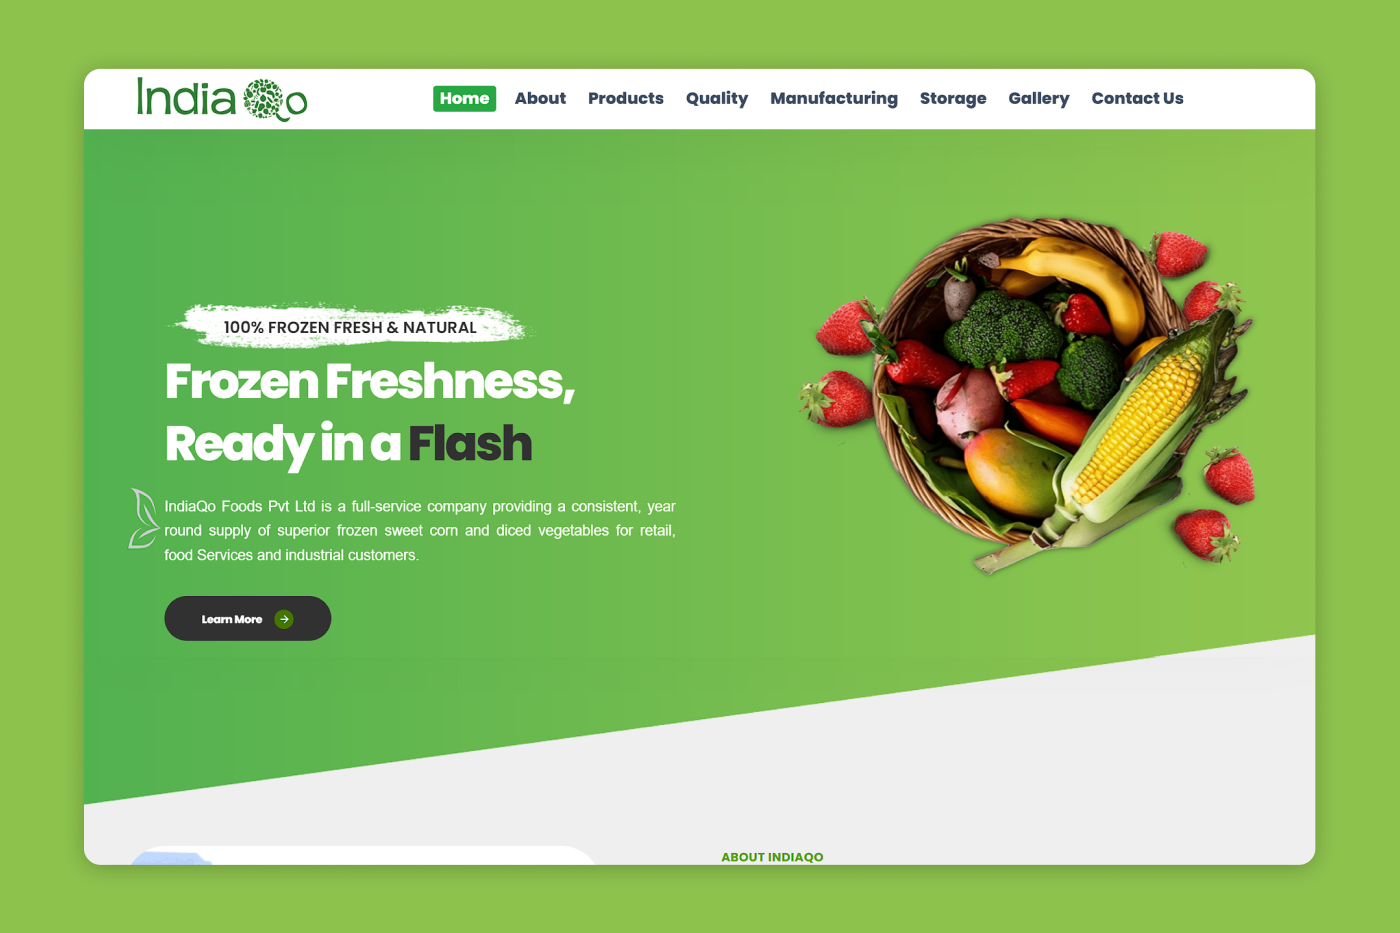 IndiaQo
Home About Products Quality Manufacturing Storage Gallery Contact Us
100% FROZEN FRESH & NATURAL
Frozen Freshness,
Ready in a Flash
IndiaQo Foods Pvt Ltd is a full-service company providing a consistent, year
round supply of superior frozen sweet corn and diced vegetables for retail,
food Services and industrial customers.
Learn More
ABOUT INDIAQO